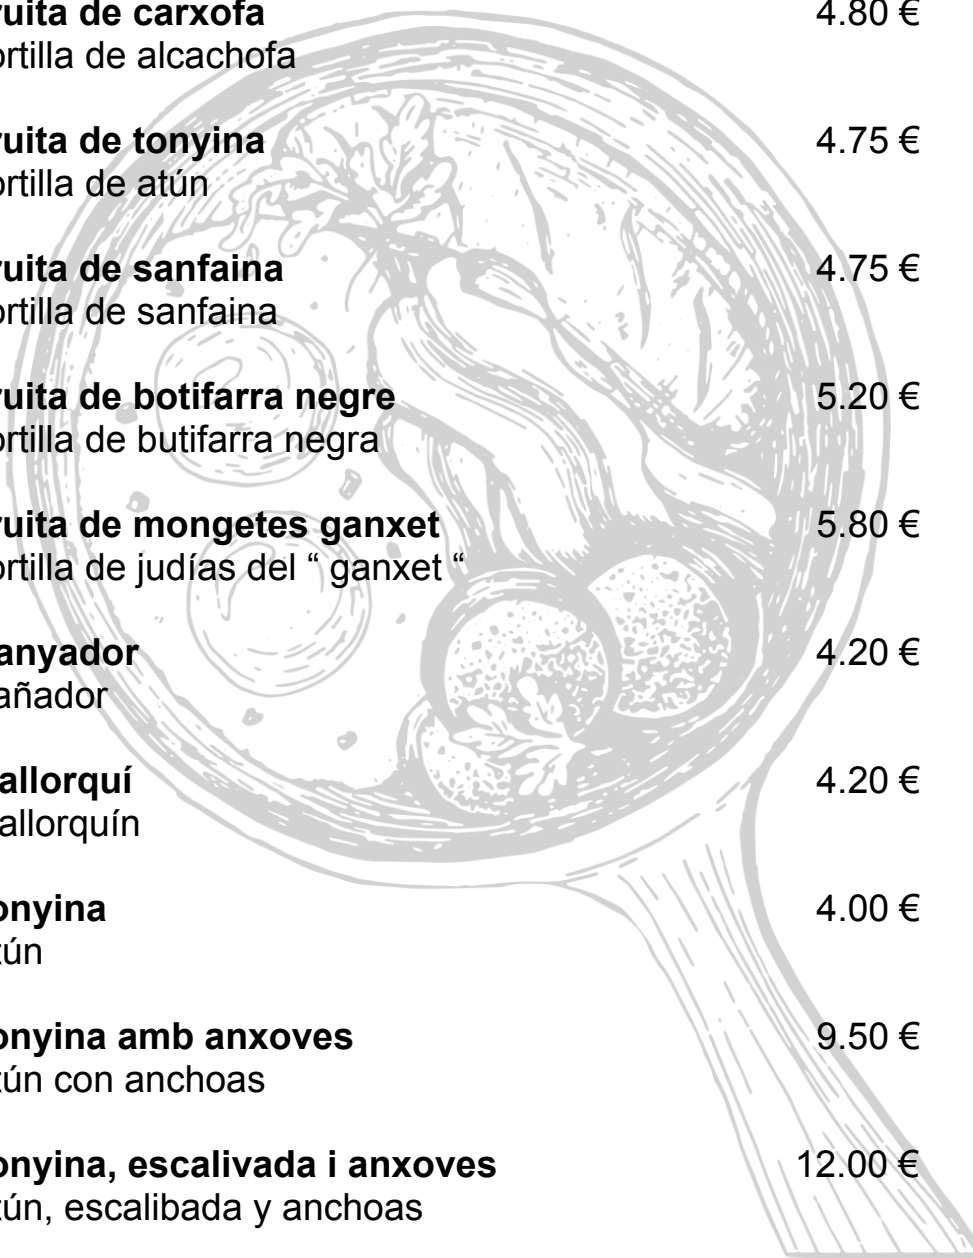 ruita de carxofa 4.80 €
ortilla de alcachofa
ruita de tonyina 4.75 €
ortilla de atún
ruita de sanfaina 4.75 €
ortilla de sanfaina
ruita de botifarra negre 5.20 €
ortilla de butifarra negra
ruita de mongetes ganxet 5.80 €
ortilla de judías del “ ganxet “
anyador 4.20 €
añador
allorquí 4.20 €
allorquín
onyina 4.00 €
tún
onyina amb anxoves 9.50 €
tún con anchoas
onyina, escalivada i anxoves 12.00 €
tún, escalibada y anchoas